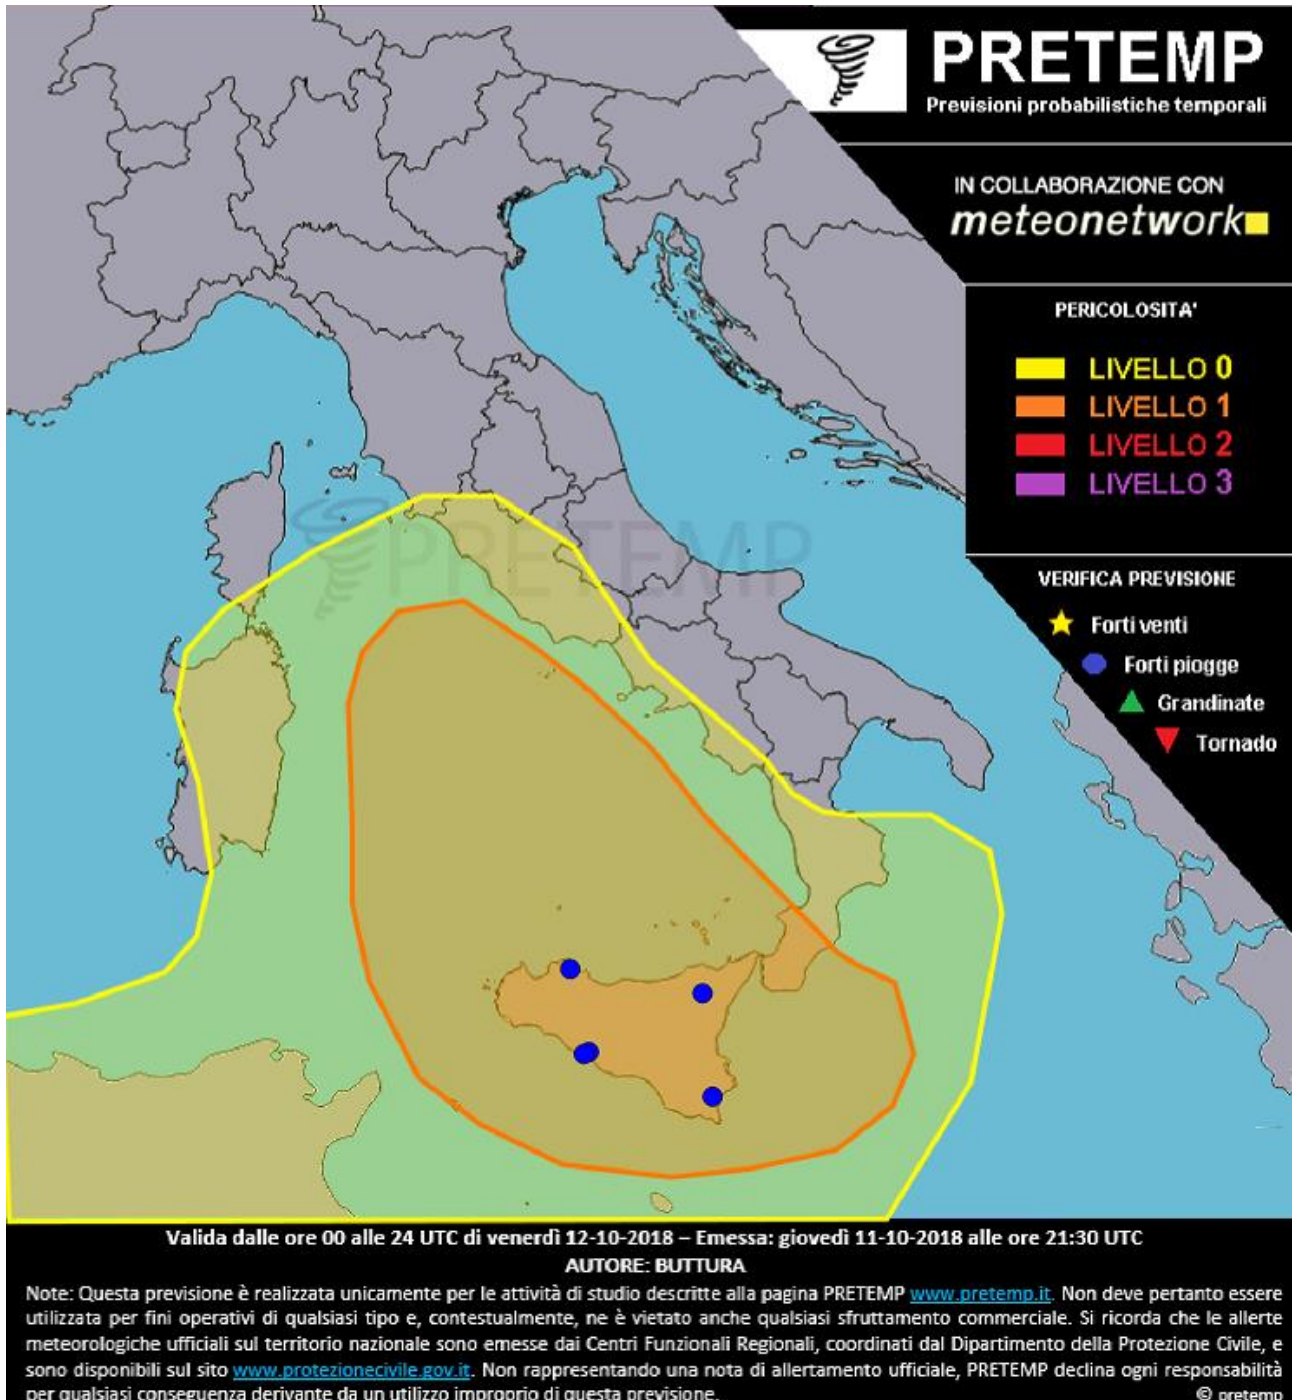 PRETEMP
Previsioni probabilistiche temporali
IN COLLABORAZIONE CON
meteonetwork
PERICOLOSITA'
LIVELLO 0
LIVELLO 1
LIVELLO 2
LIVELLO 3
PRETEMP
VERIFICA PREVISIONE
Forti venti
Forti piogge
Grandinate
Tornado
Valida dalle ore 00 alle 24 UTC di venerdì 12-10-2018 – Emessa: giovedì 11-10-2018 alle ore 21:30 UTC
AUTORE: BUTTURA
Note: Questa previsione è realizzata unicamente per le attività di studio descritte alla pagina PRETEMP www.pretemp.it. Non deve pertanto essere
utilizzata per fini operativi di qualsiasi tipo e, contestualmente, ne è vietato anche qualsiasi sfruttamento commerciale. Si ricorda che le allerte
meteorologiche ufficiali sul territorio nazionale sono emesse dai Centri Funzionali Regionali, coordinati dal Dipartimento della Protezione Civile, e
sono disponibili sul sito www.protezionecivile.gov.it. Non rappresentando una nota di allertamento ufficiale, PRETEMP declina ogni responsabilità
per qualsiasi conseguenza derivante da un utilizzo improprio di questa previsione. © pretemp